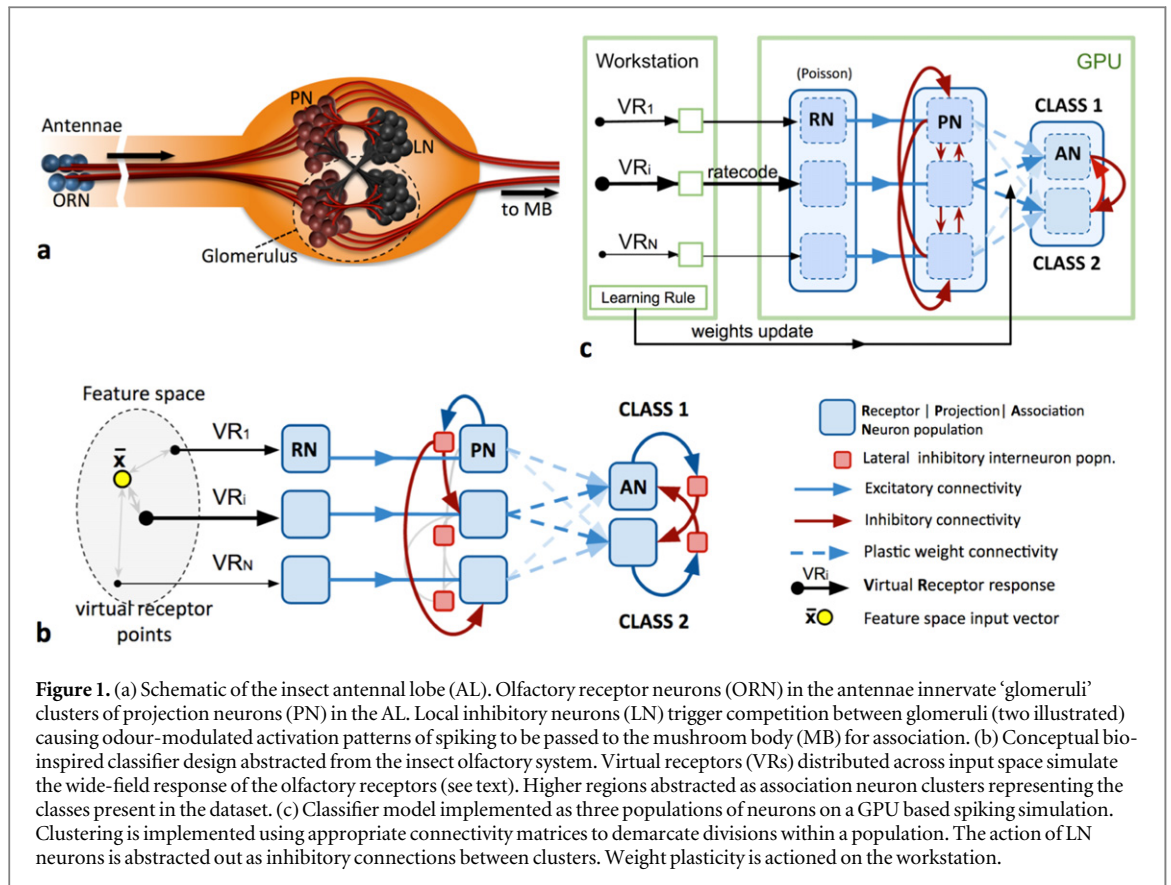 Antennae
ORN
PN
LN
to MB
Glomerulus
a
Workstation
GPU
(Poisson)
VR1
RN
PN
CLASS 1
AN
VRi
ratecode
VRN
CLASS 2
Learning Rule
weights update
c
Feature space
x̄
VR1
RN
PN
CLASS 1
VRi
AN
VRN
virtual receptor
points
CLASS 2
b
Receptor | Projection| Association
Neuron population
Lateral inhibitory interneuron popn.
Excitatory connectivity
Inhibitory connectivity
Plastic weight connectivity
VRi
Virtual Receptor response
x̄
Feature space input vector
Figure 1. (a) Schematic of the insect antennal lobe (AL). Olfactory receptor neurons (ORN) in the antennae innervate ‘glomeruli’
clusters of projection neurons (PN) in the AL. Local inhibitory neurons (LN) trigger competition between glomeruli (two illustrated)
causing odour-modulated activation patterns of spiking to be passed to the mushroom body (MB) for association. (b) Conceptual bio-
inspired classifier design abstracted from the insect olfactory system. Virtual receptors (VRs) distributed across input space simulate
the wide-field response of the olfactory receptors (see text). Higher regions abstracted as association neuron clusters representing the
classes present in the dataset. (c) Classifier model implemented as three populations of neurons on a GPU based spiking simulation.
Clustering is implemented using appropriate connectivity matrices to demarcate divisions within a population. The action of LN
neurons is abstracted out as inhibitory connections between clusters. Weight plasticity is actioned on the workstation.